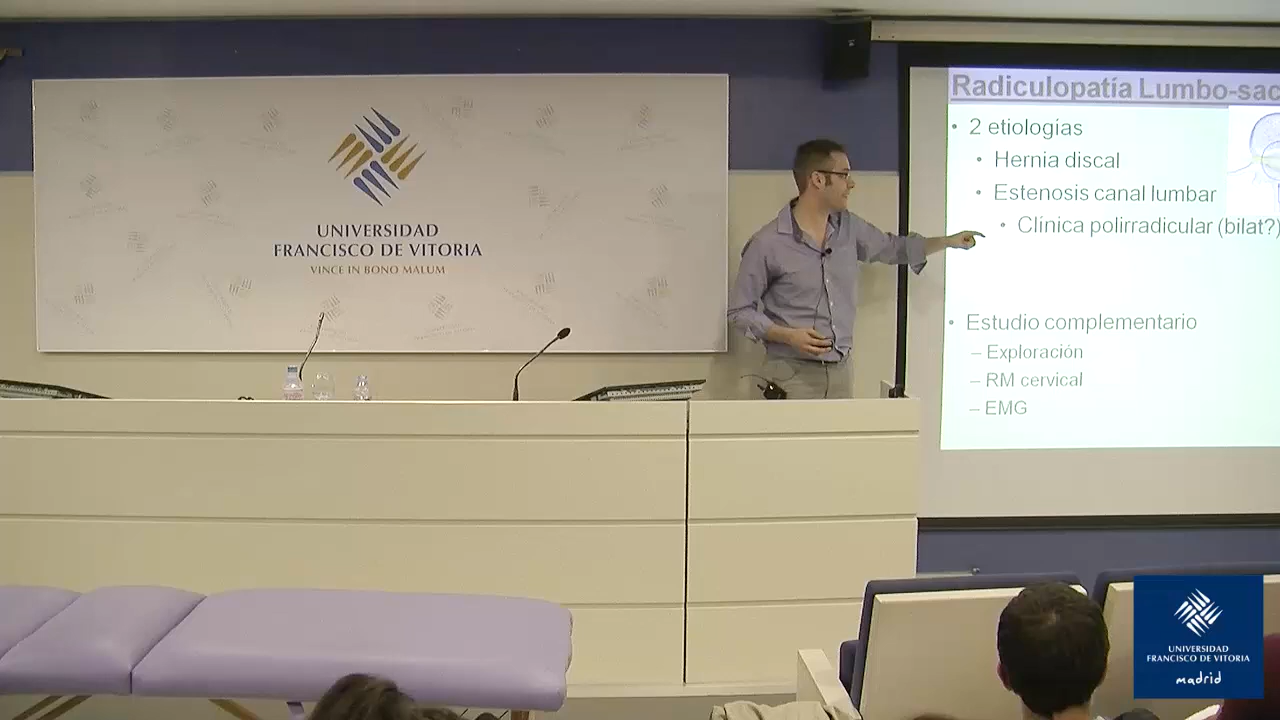 UNIVERSIDAD
FRANCISCO DE VITORIA
VINCE IN BONO MALUM
Radiculopatía Lumbo-sac
• 2 etiologías
• Hernia discal
• Estenosis canal lumbar
• Clínica polirradicular (bilat?)
• Estudio complementario
– Exploración
– RM cervical
– EMG
UNIVERSIDAD
FRANCISCO DE VITORIA
madrid